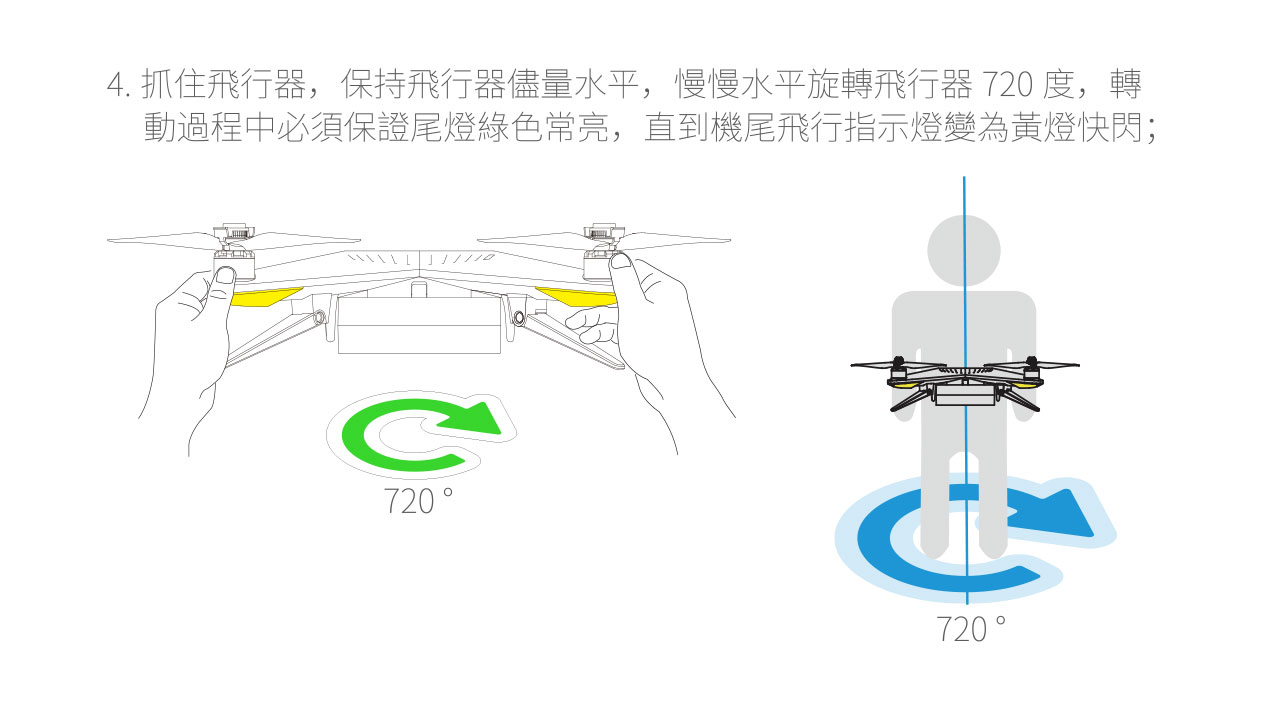 4. 抓住飛行器，保持飛行器儘量水平，慢慢水平旋轉飛行器 720 度，轉
動過程中必須保證尾燈綠色常亮，直到機尾飛行指示燈變為黃燈快閃；
720 °
720 °